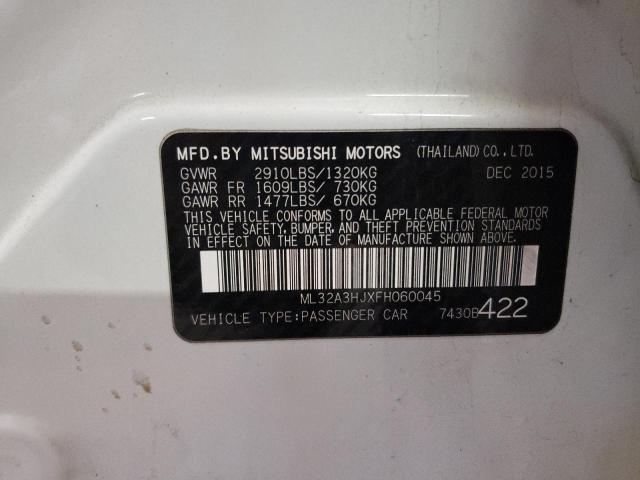 MFD.BY MITSUBISHI MOTORS (THAILAND)CO.,LTD.
GVWR 2910LBS/1320KG DEC 2015
GAWR FR 1609LBS/ 730KG
GAWR RR 1477LBS/ 670KG
THIS VEHICLE CONFORMS TO ALL APPLICABLE FEDERAL MOTOR
VEHICLE SAFETY,BUMPER,AND THEFT PREVENTION STANDARDS
IN EFFECT ON THE DATE OF MANUFACTURE SHOWN ABOVE.
ML32A3HJXFH060045
VEHICLE TYPE:PASSENGER CAR 7430B422